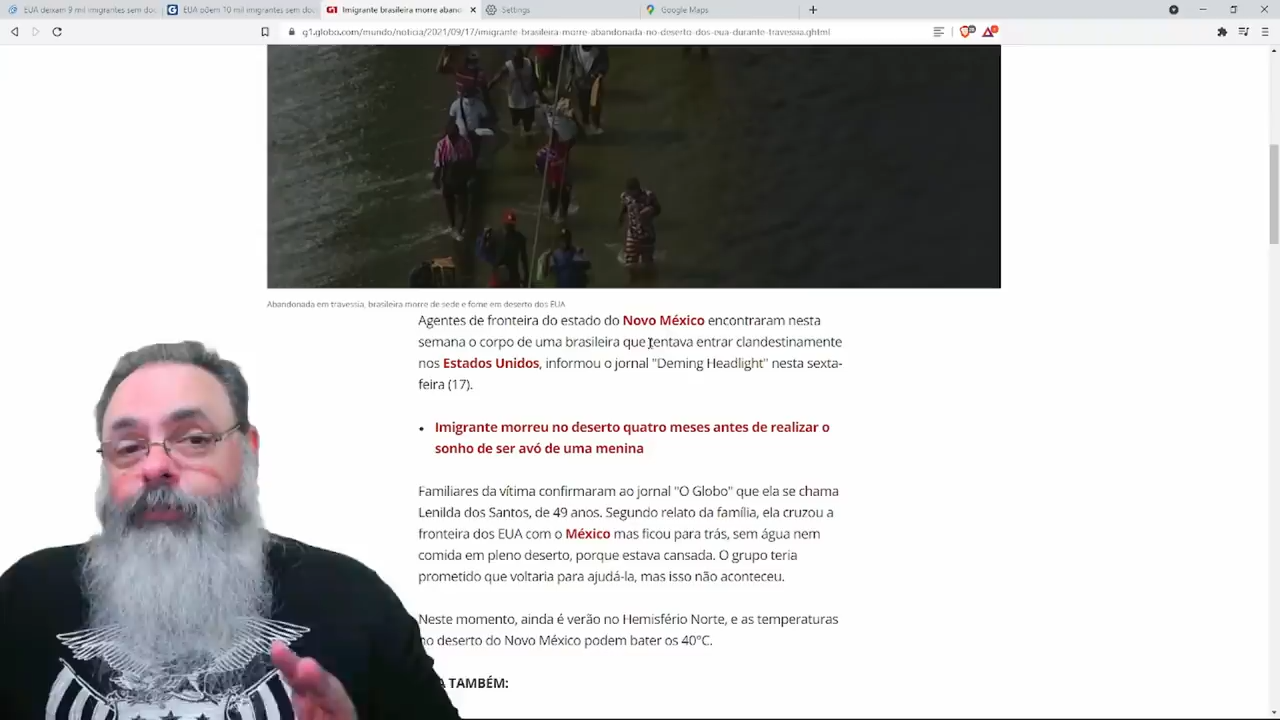 EUA deixam 9 mil imigrantes sem doc
EUA põem 10 mil imigrantes sem doc
G1 Imigrante brasileira morre aband
Settings
Google Maps
g1.globo.com/mundo/noticia/2021/09/17/imigrante-brasileira-morre-abandonada-no-deserto-dos-eua-durante-travessia.ghtml
Abandonada em travessia, brasileira morre de sede e fome em deserto dos EUA
Agentes de fronteira do estado do Novo México encontraram nesta
semana o corpo de uma brasileira que tentava entrar clandestinamente
nos Estados Unidos, informou o jornal "Deming Headlight" nesta sexta-
feira (17).
• Imigrante morreu no deserto quatro meses antes de realizar o
sonho de ser avó de uma menina
Familiares da vítima confirmaram ao jornal "O Globo" que ela se chama
Lenilda dos Santos, de 49 anos. Segundo relato da família, ela cruzou a
fronteira dos EUA com o México mas ficou para trás, sem água nem
comida em pleno deserto, porque estava cansada. O grupo teria
prometido que voltaria para ajudá-la, mas isso não aconteceu.
Neste momento, ainda é verão no Hemisfério Norte, e as temperaturas
no deserto do Novo México podem bater os 40°C.
A TAMBÉM: